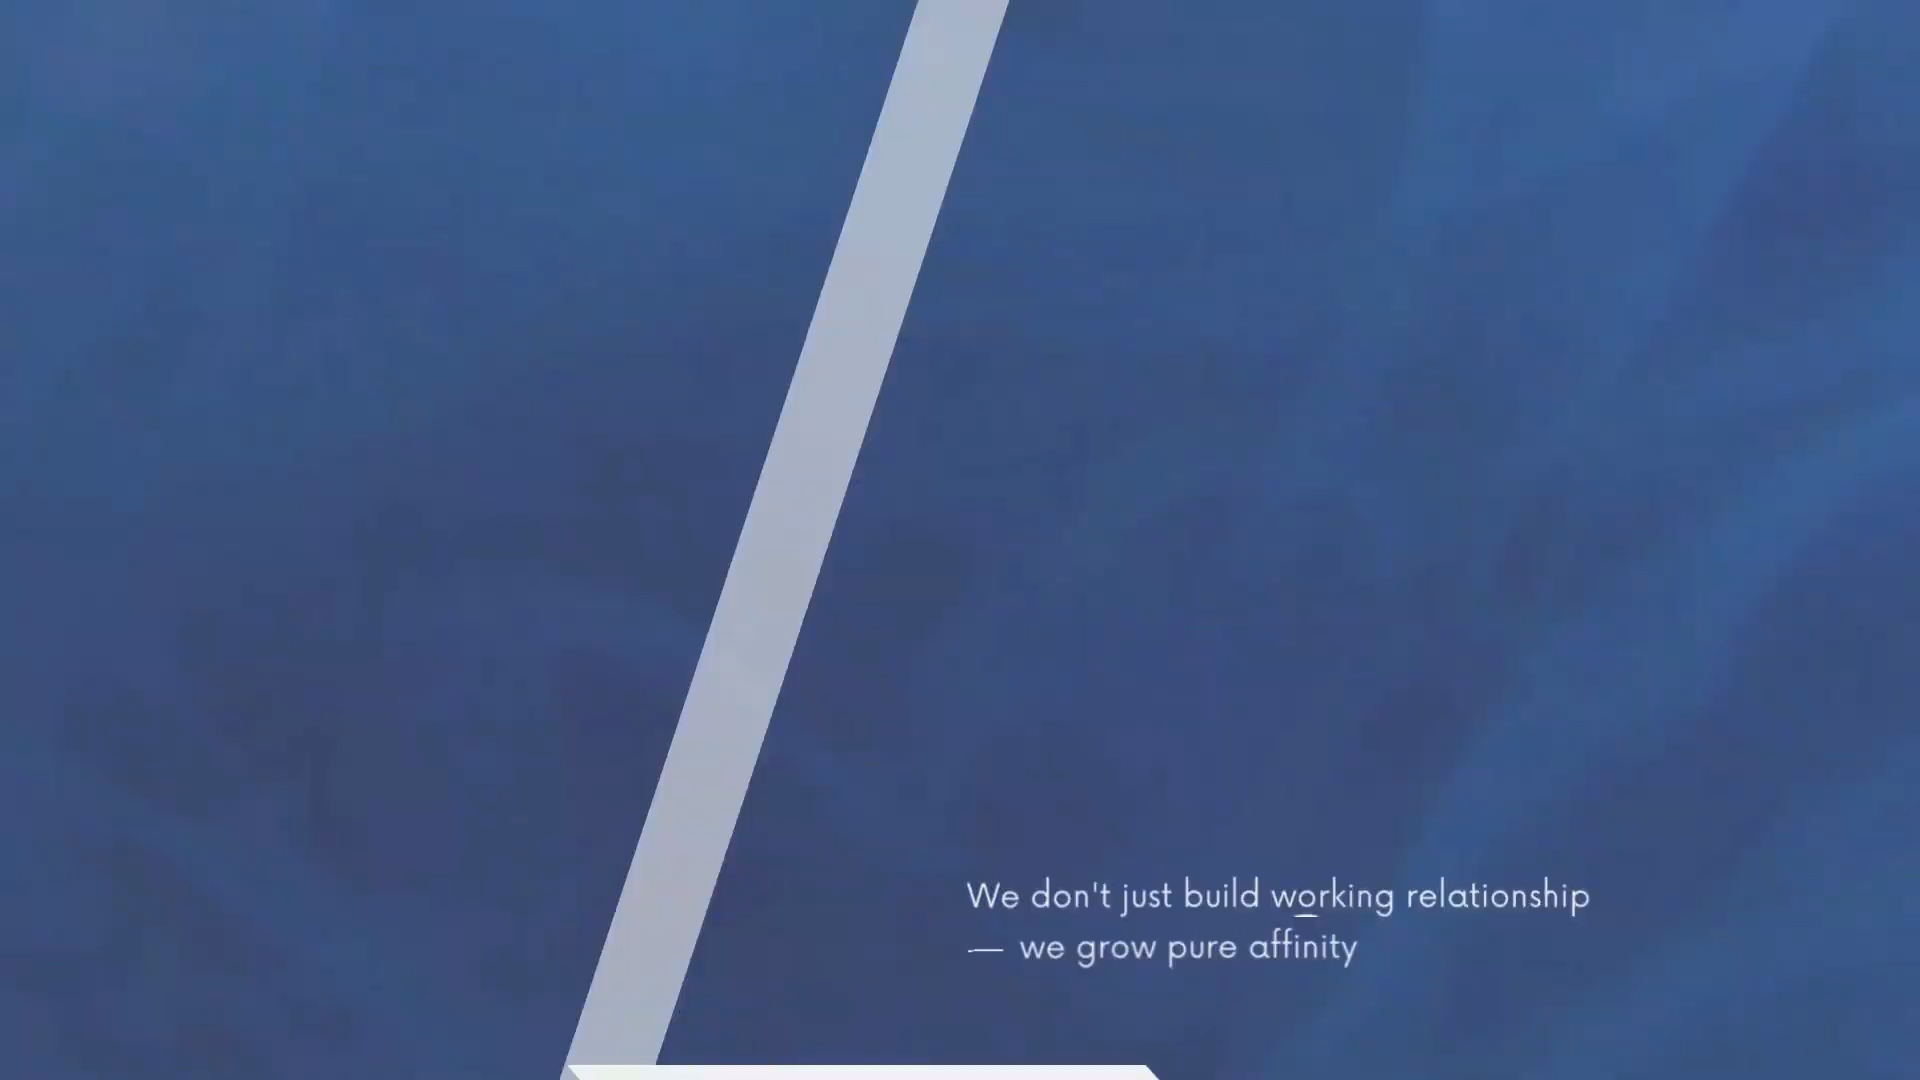 We don't just build working relationship
— we grow pure affinity